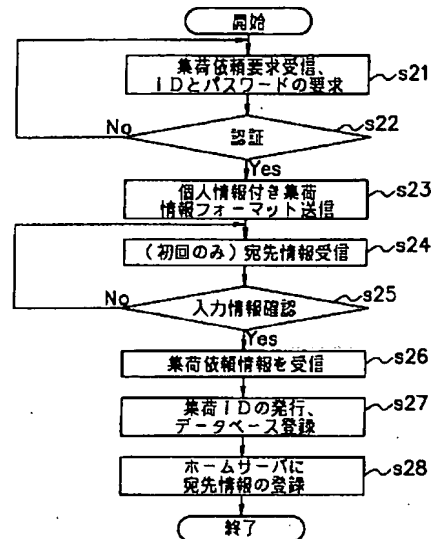 開始
集荷依頼要求受信、
IDとパスワードの要求
s21
No
認証
s22
Yes
個人情報付き集荷
情報フォーマット送信
s23
(初回のみ)宛先情報受信
s24
No
入力情報確認
s25
Yes
集荷依頼情報を受信
s26
集荷IDの発行、
データベース登録
s27
ホームサーバに
宛先情報の登録
s28
終了